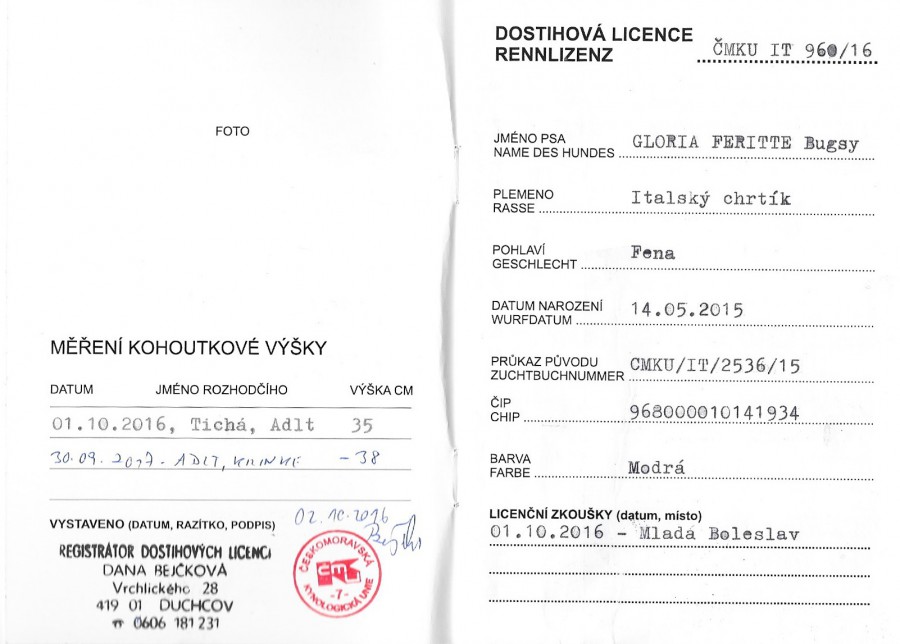 FOTO
MĚŘENÍ KOHOUTKOVÉ VÝŠKY
DATUM JMÉNO ROZHODČÍHO VÝŠKA CM
01.10.2016, Tichá, Adlt 35
30.09.2017 - ADLT, KRINKE - 38
VYSTAVENO (DATUM, RAZÍTKO, PODPIS) 02.10.2016
REGISTRÁTOR DOSTIHOVÝCH LICENCÍ
DANA BEJČKOVÁ
Vrchlického 28
419 01 DUCHCOV
☎ 0606 181 231
ČESKOMORAVSKÁ
ČMKU
-7-
KYNOLOGICKÁ UNIE
DOSTIHOVÁ LICENCE
RENNLIZENZ ČMKU IT 960/16
JMÉNO PSA
NAME DES HUNDES GLORIA FERITTE Bugsy
PLEMENO
RASSE Italský chrtík
POHLAVÍ
GESCHLECHT Fena
DATUM NAROZENÍ
WURFDATUM 14.05.2015
PRŮKAZ PŮVODU
ZUCHTBUCHNUMMER CMKU/IT/2536/15
ČIP
CHIP 968000010141934
BARVA
FARBE Modrá
LICENČNÍ ZKOUŠKY (datum, místo)
01.10.2016 - Mladá Boleslav